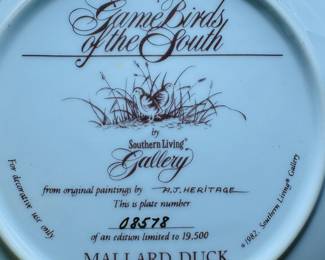 Game Birds
of the South®
by
Southern Living®
Gallery
from original paintings by A.J. HERITAGE
This is plate number
08578
of an edition limited to 19,500
MALLARD DUCK
For decorative use only
©1982, Southern Living® Gallery